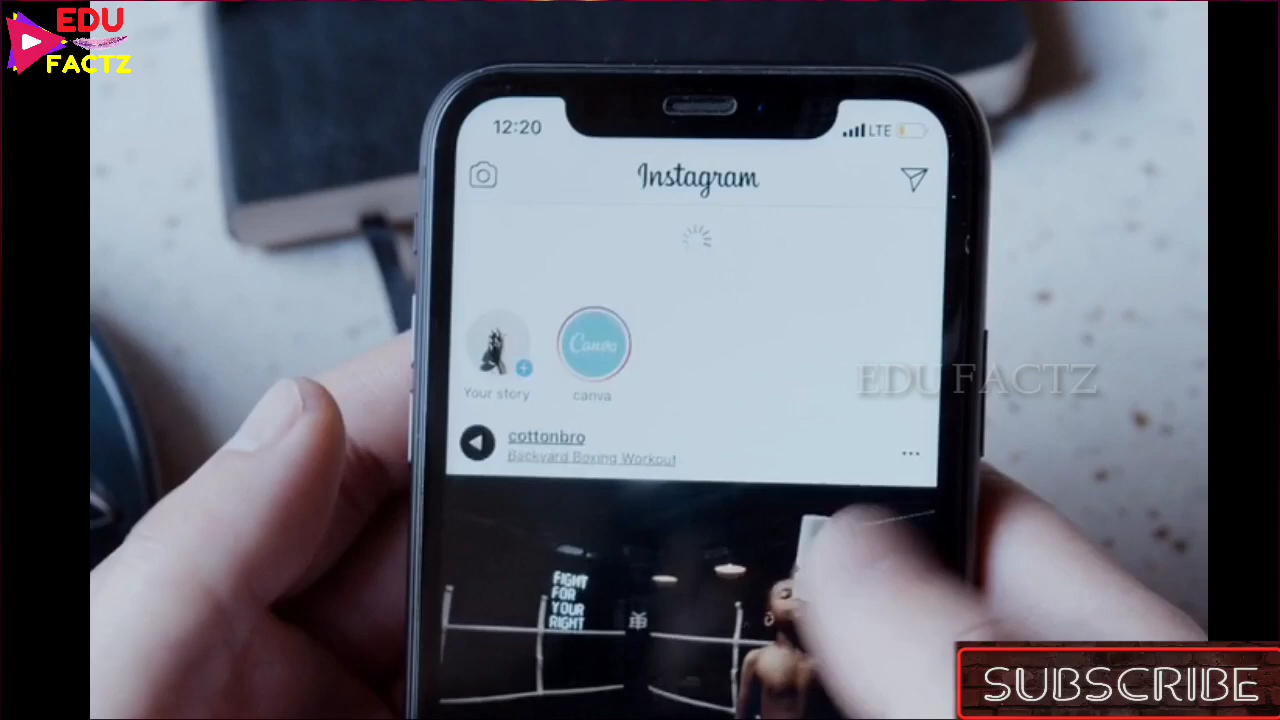 EDU
FACTZ
12:20
LTE
Instagram
Canva
Your story
canva
EDU FACTZ
cottonbro
Backyard Boxing Workout
FIGHT
FOR
YOUR
RIGHT
SUBSCRIBE